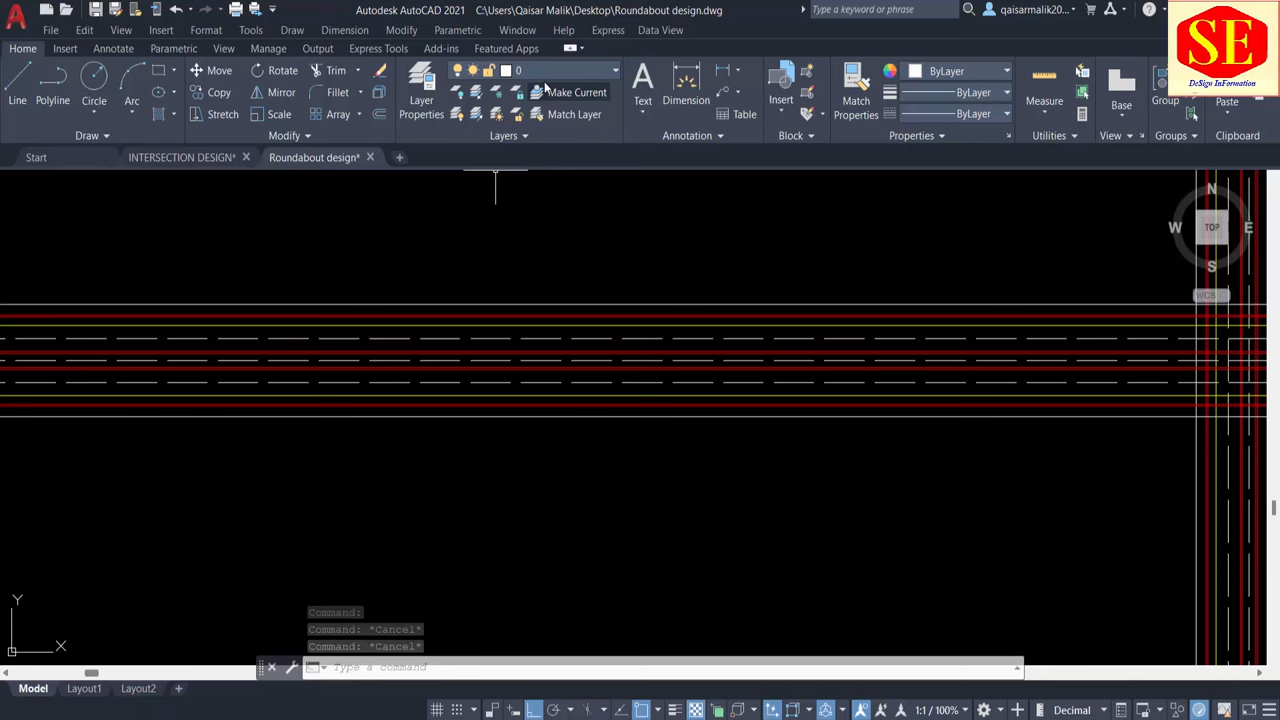 Autodesk AutoCAD 2021 C:\Users\Qaisar Malik\Desktop\Roundabout design.dwg
Type a keyword or phrase
qaisarmalik20...
File Edit View Insert Format Tools Draw Dimension Modify Parametric Window Help Express Data View
Home Insert Annotate Parametric View Manage Output Express Tools Add-ins Featured Apps
SE
DeSign InFormation
Line Polyline Circle Arc
Move Rotate Trim
Copy Mirror Fillet
Stretch Scale Array
Layer Properties
0
Make Current
Match Layer
Text Dimension
Table
Insert
Match Properties
ByLayer
ByLayer
ByLayer
Measure
Base
Group
Paste
Draw Modify Layers Annotation Block Properties Utilities View Groups Clipboard
Start INTERSECTION DESIGN* Roundabout design*
N
W TOP E
S
WCS
Y
X
Command:
Command: *Cancel*
Command: *Cancel*
Type a command
Model Layout1 Layout2
1:1 / 100% Decimal